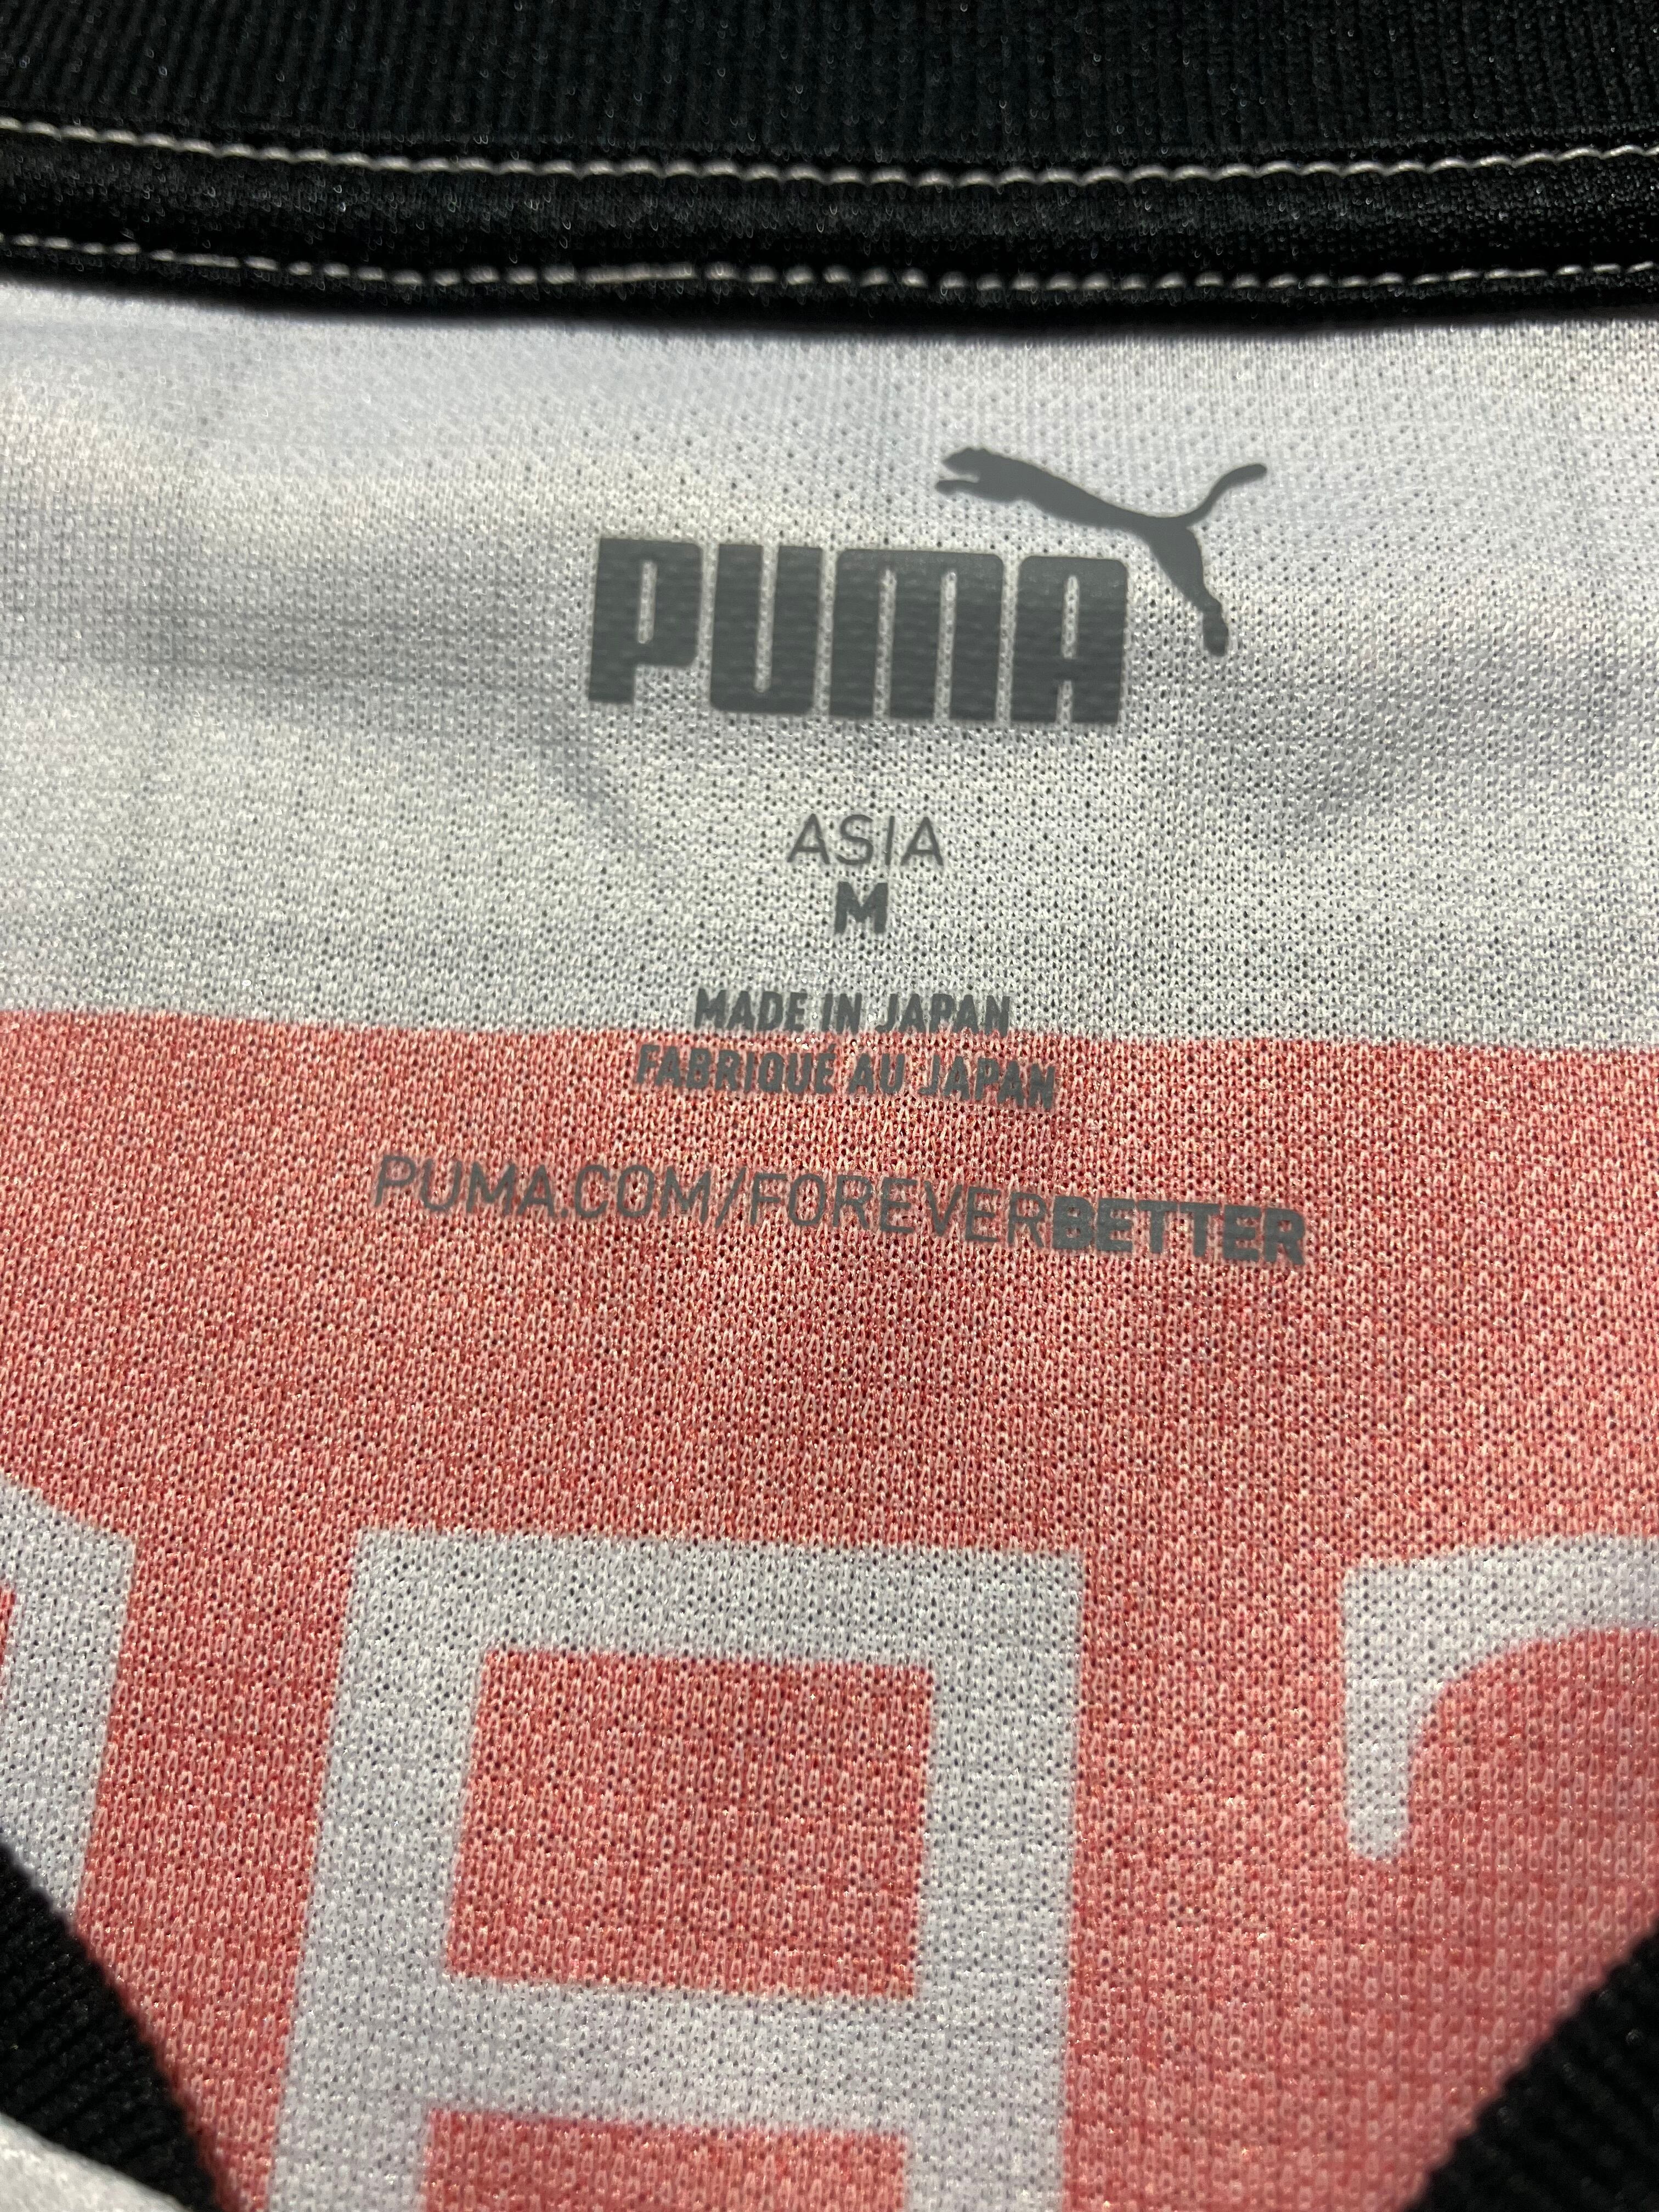 PUMA
ASIA
M
MADE IN JAPAN
FABRIQUÉ AU JAPAN
PUMA.COM/FOREVERBETTER